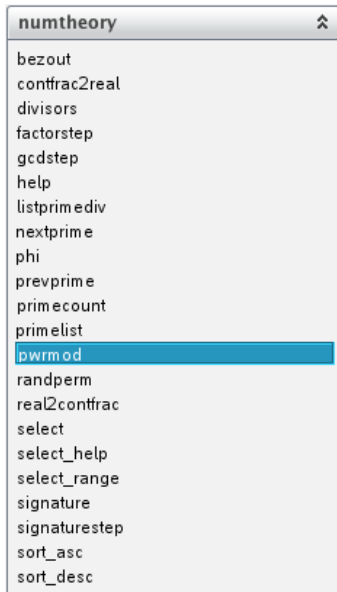 numtheory
bezout
contfrac2real
divisors
factorstep
gcdstep
help
listprimediv
nextprime
phi
prevprime
primecount
primelist
pwrmod
randperm
real2contfrac
select
select_help
select_range
signature
signaturestep
sort_asc
sort_desc